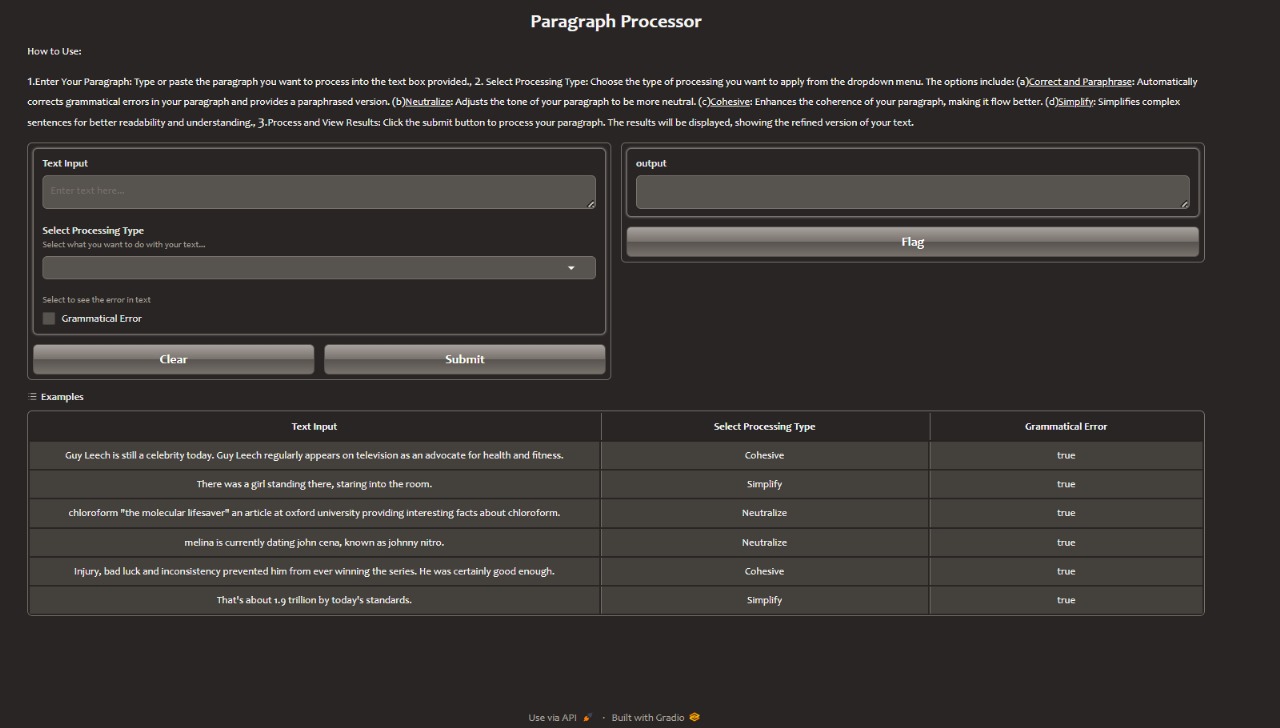 Paragraph Processor
How to Use:
1.Enter Your Paragraph: Type or paste the paragraph you want to process into the text box provided., 2. Select Processing Type: Choose the type of processing you want to apply from the dropdown menu. The options include: (a)Correct and Paraphrase: Automatically
corrects grammatical errors in your paragraph and provides a paraphrased version. (b)Neutralize: Adjusts the tone of your paragraph to be more neutral. (c)Cohesive: Enhances the coherence of your paragraph, making it flow better. (d)Simplify: Simplifies complex
sentences for better readability and understanding., 3.Process and View Results: Click the submit button to process your paragraph. The results will be displayed, showing the refined version of your text.
Text Input
Enter text here...
Select Processing Type
Select what you want to do with your text...
Select to see the error in text
Grammatical Error
Clear Submit
output
Flag
Examples
Text Input Select Processing Type Grammatical Error
Guy Leech is still a celebrity today. Guy Leech regularly appears on television as an advocate for health and fitness. Cohesive true
There was a girl standing there, staring into the room. Simplify true
chloroform "the molecular lifesaver" an article at oxford university providing interesting facts about chloroform. Neutralize true
melina is currently dating john cena, known as johnny nitro. Neutralize true
Injury, bad luck and inconsistency prevented him from ever winning the series. He was certainly good enough. Cohesive true
That's about 1.9 trillion by today's standards. Simplify true
Use via API · Built with Gradio